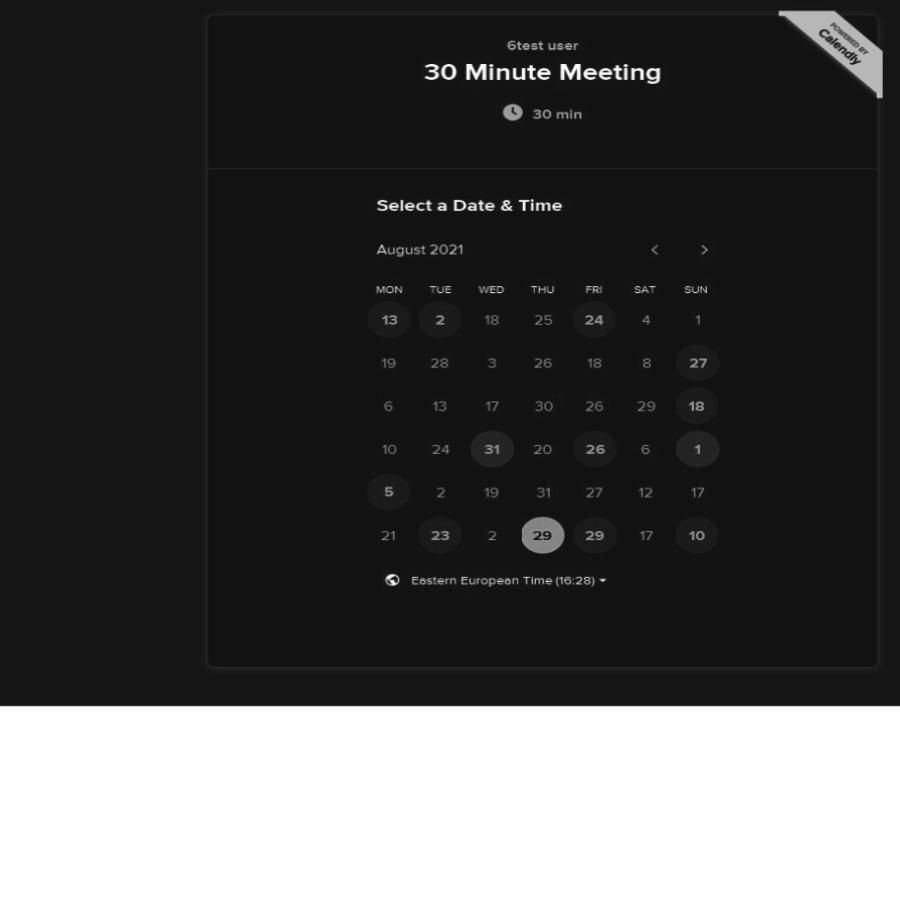 POWERED BY
Calendly
6test user
30 Minute Meeting
30 min
Select a Date & Time
August 2021 < >
MON TUE WED THU FRI SAT SUN
13 2 18 25 24 4 1
19 28 3 26 18 8 27
6 13 17 30 26 29 18
10 24 31 20 26 6 1
5 2 19 31 27 12 17
21 23 2 29 29 17 10
Eastern European Time (16:28)